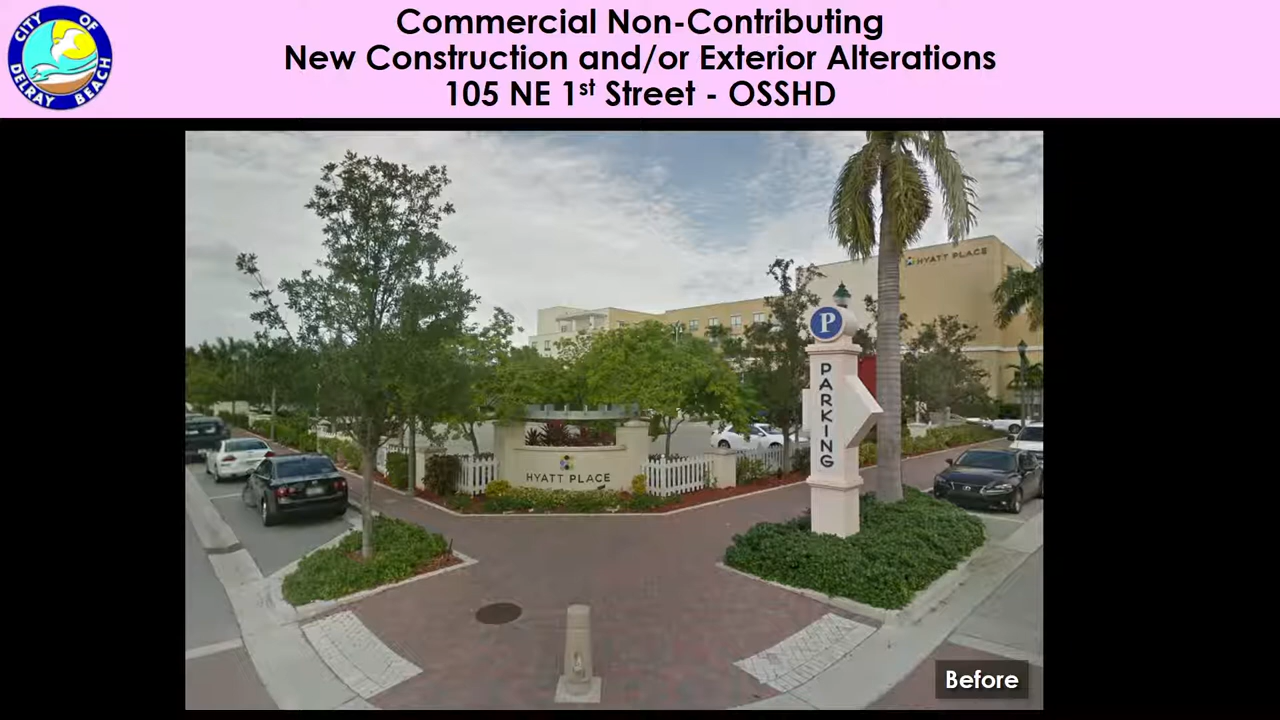 CITY OF
DELRAY BEACH
Commercial Non-Contributing
New Construction and/or Exterior Alterations
105 NE 1st Street - OSSHD
HYATT PLACE
P
PARKING
HYATT PLACE
Before